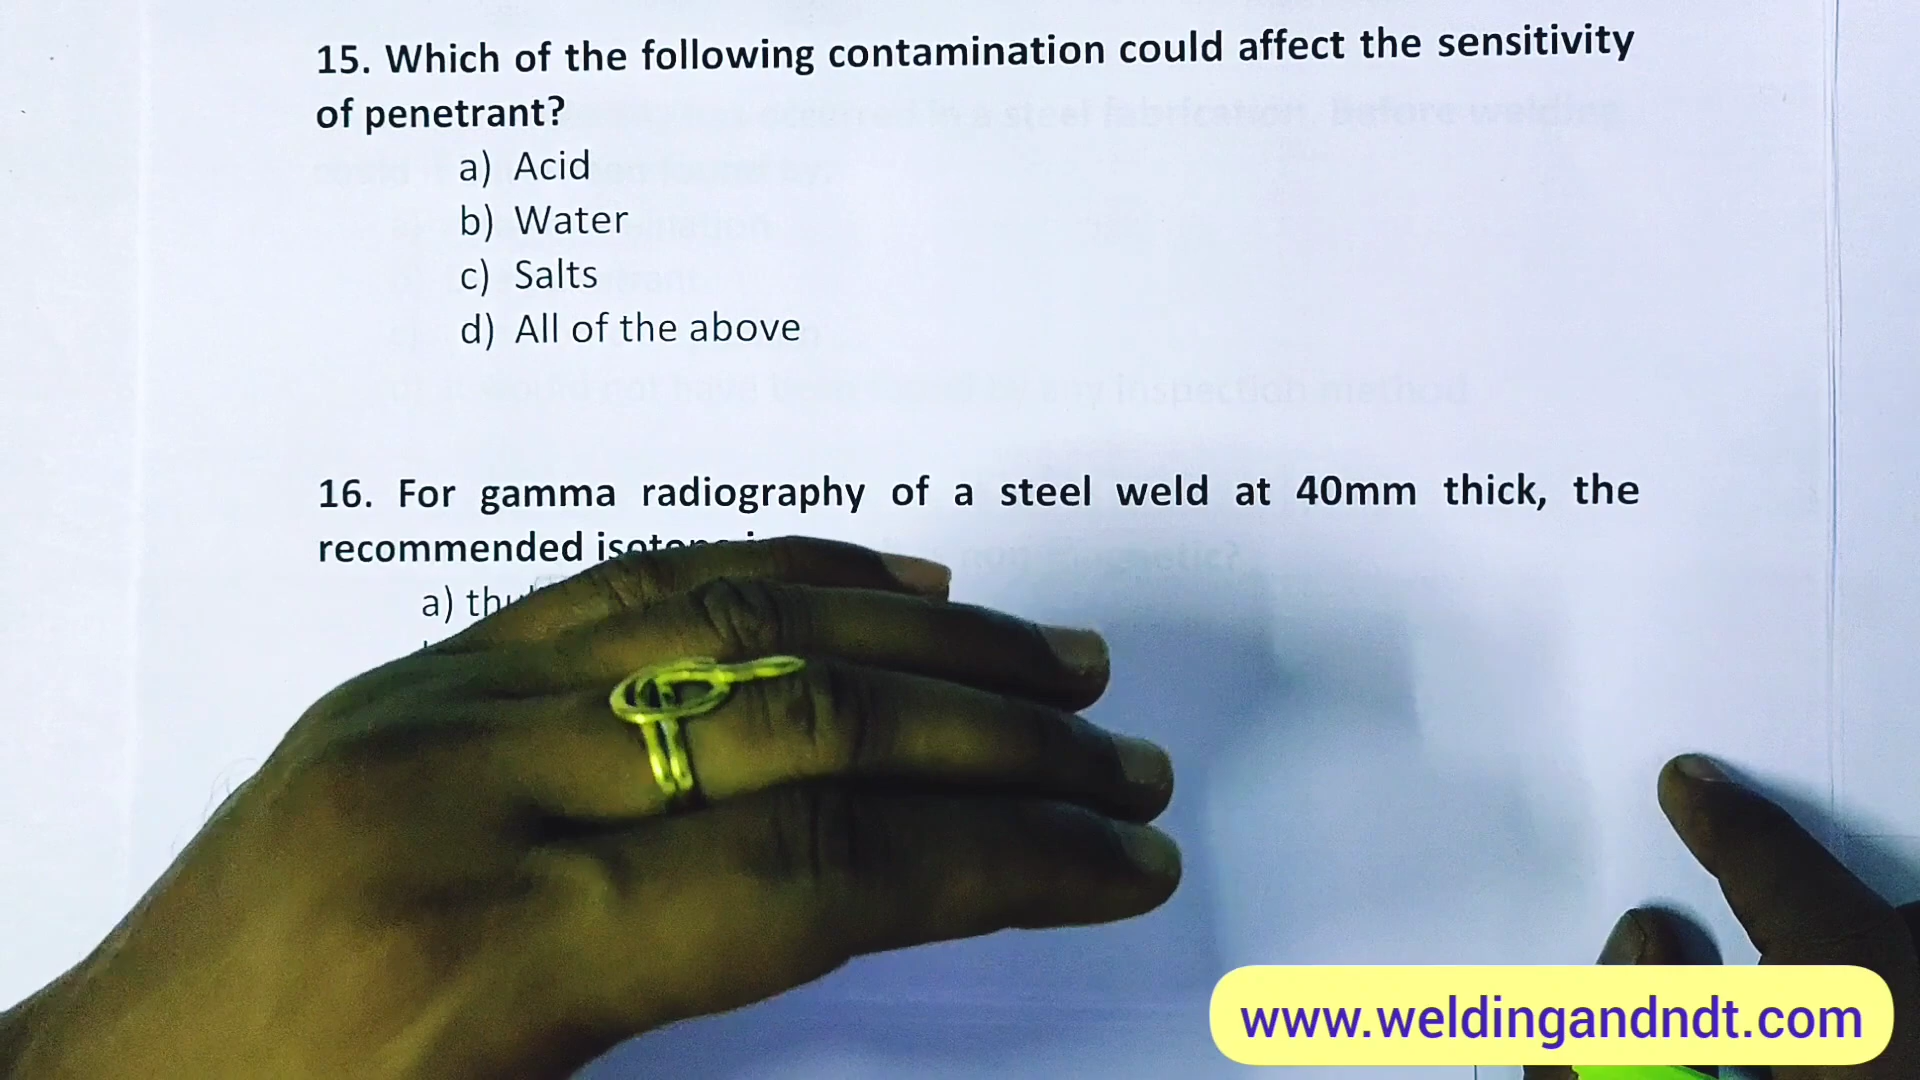 15. Which of the following contamination could affect the sensitivity
of penetrant?
a) Acid
b) Water
c) Salts
d) All of the above
16. For gamma radiography of a steel weld at 40mm thick, the
recommended
a)
www.weldingandndt.com